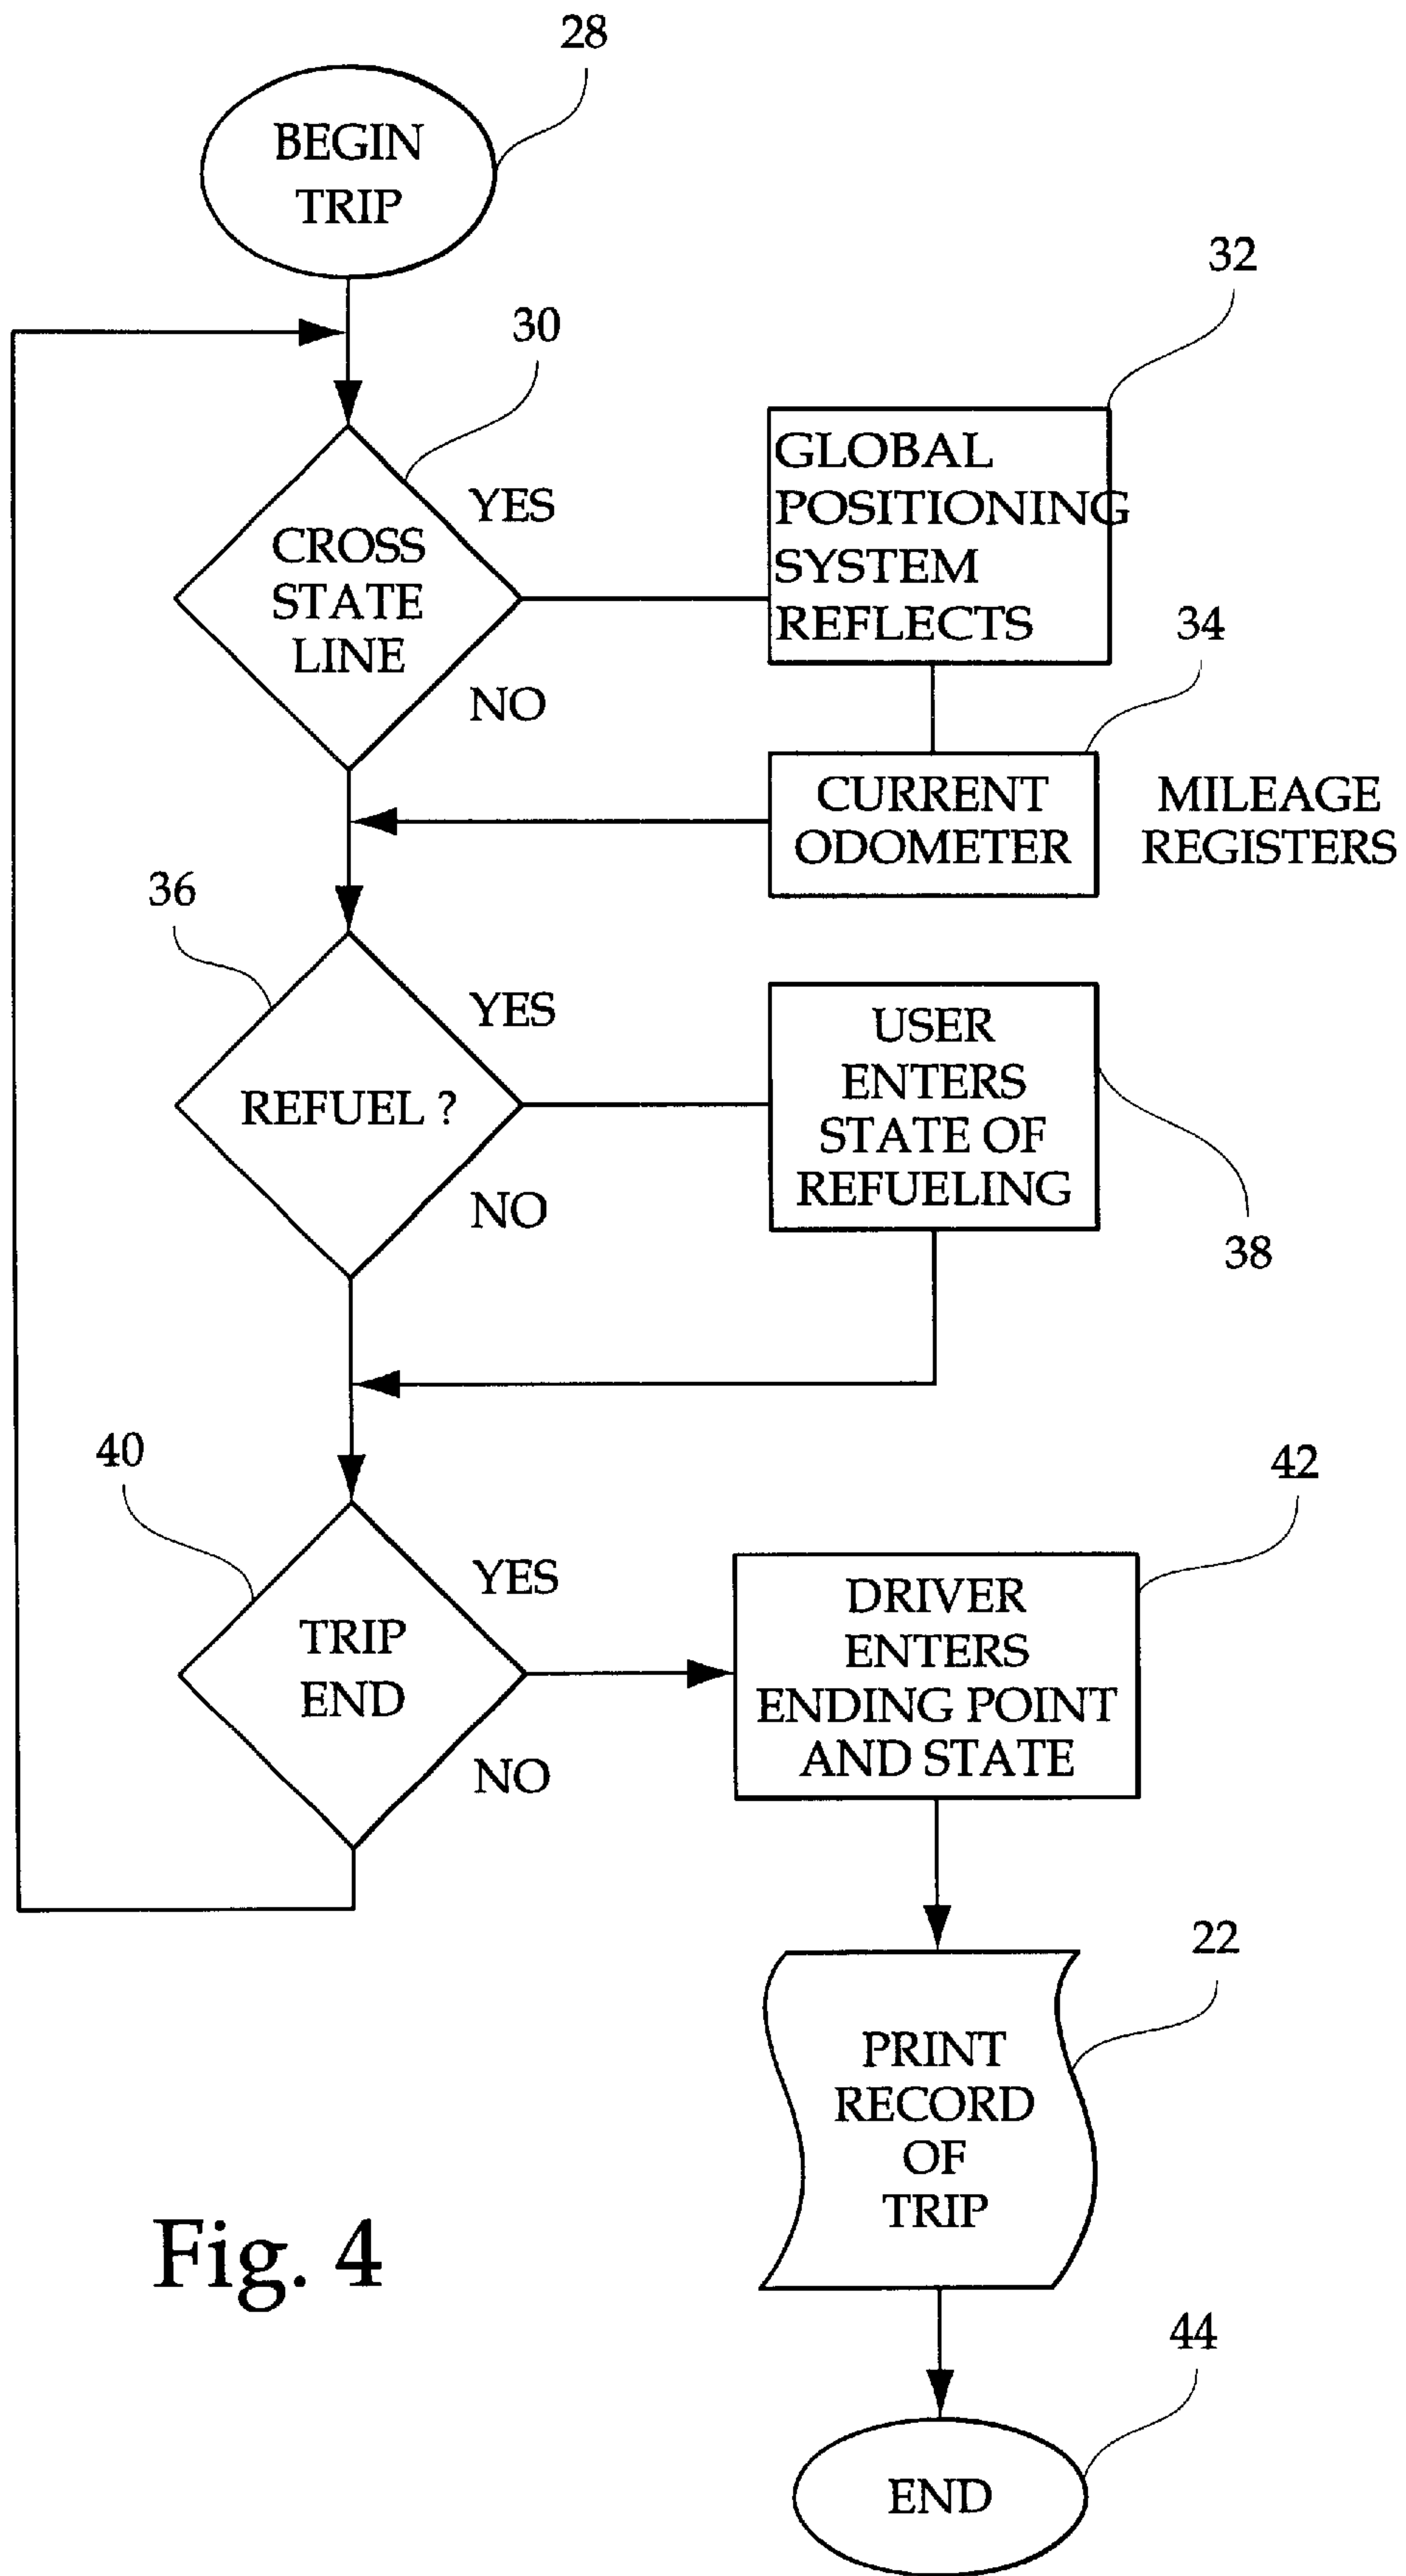 28
BEGIN
TRIP
32
30
YES
GLOBAL
POSITIONING
SYSTEM
REFLECTS
CROSS
STATE
LINE
NO
34
CURRENT
ODOMETER
MILEAGE
REGISTERS
36
YES
REFUEL ?
NO
USER
ENTERS
STATE OF
REFUELING
38
40
42
YES
TRIP
END
NO
DRIVER
ENTERS
ENDING POINT
AND STATE
22
PRINT
RECORD
OF
TRIP
Fig. 4
44
END